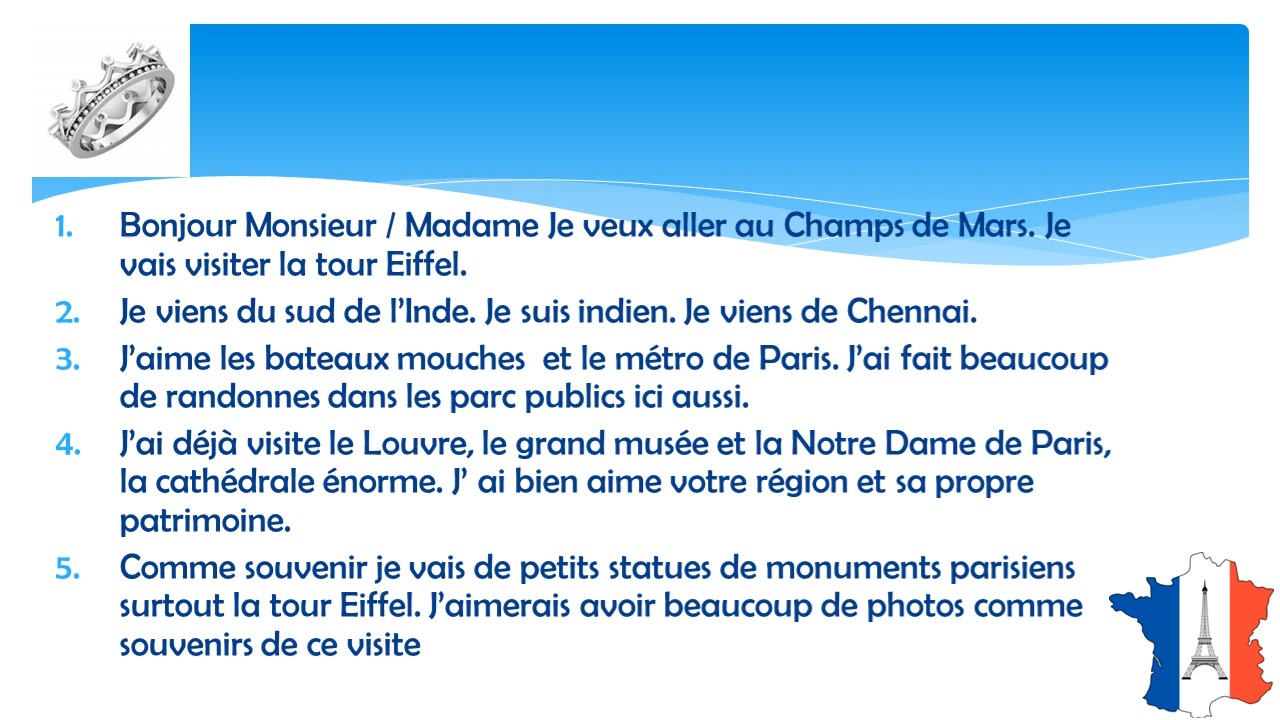 1. Bonjour Monsieur / Madame Je veux aller au Champs de Mars. Je
vais visiter la tour Eiffel.
2. Je viens du sud de l’Inde. Je suis indien. Je viens de Chennai.
3. J’aime les bateaux mouches  et le métro de Paris. J’ai fait beaucoup
de randonnes dans les parc publics ici aussi.
4. J’ai déjà visite le Louvre, le grand musée et la Notre Dame de Paris,
la cathédrale énorme. J’ ai bien aime votre région et sa propre
patrimoine.
5. Comme souvenir je vais de petits statues de monuments parisiens
surtout la tour Eiffel. J’aimerais avoir beaucoup de photos comme
souvenirs de ce visite